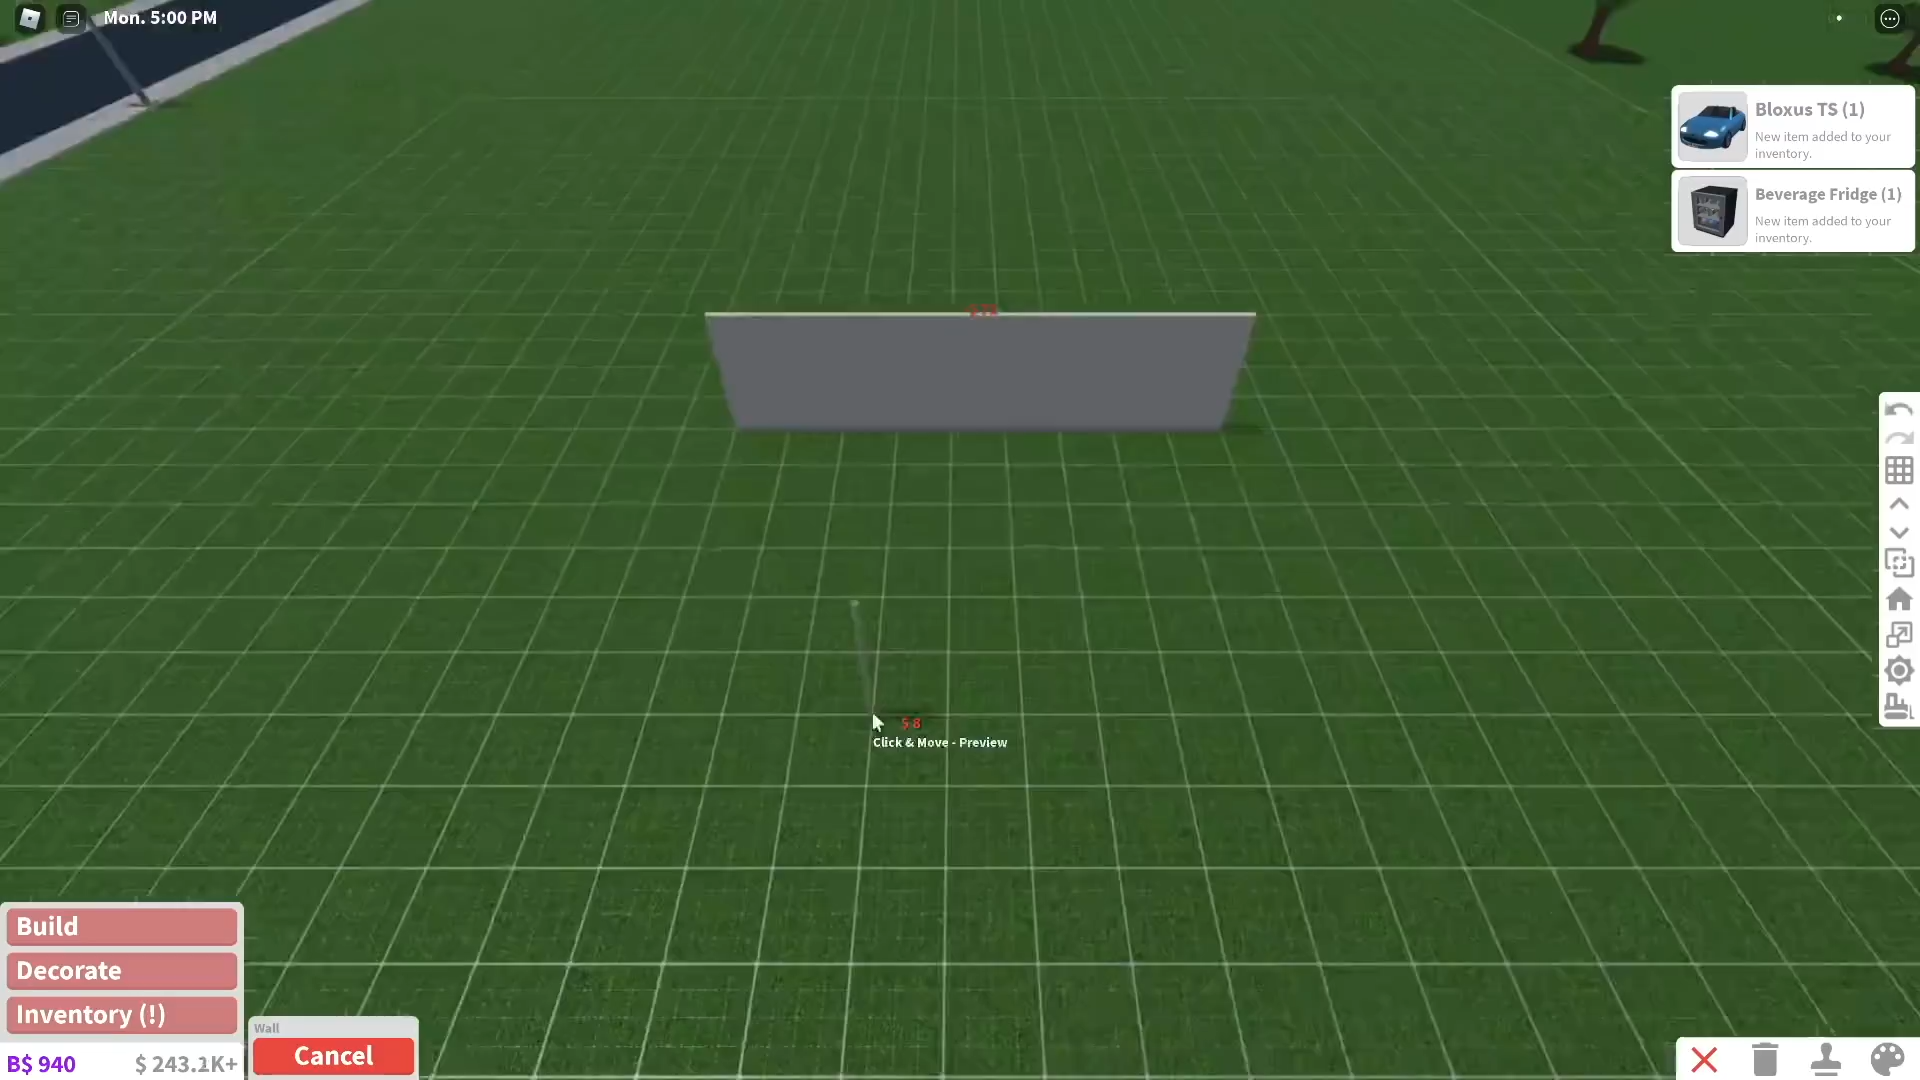 Mon. 5:00 PM
Bloxus TS (1)
New item added to your
inventory.
Beverage Fridge (1)
New item added to your
inventory.
$ 8
Click & Move - Preview
Build
Decorate
Inventory (!)
B$ 940
$ 243.1K+
Wall
Cancel